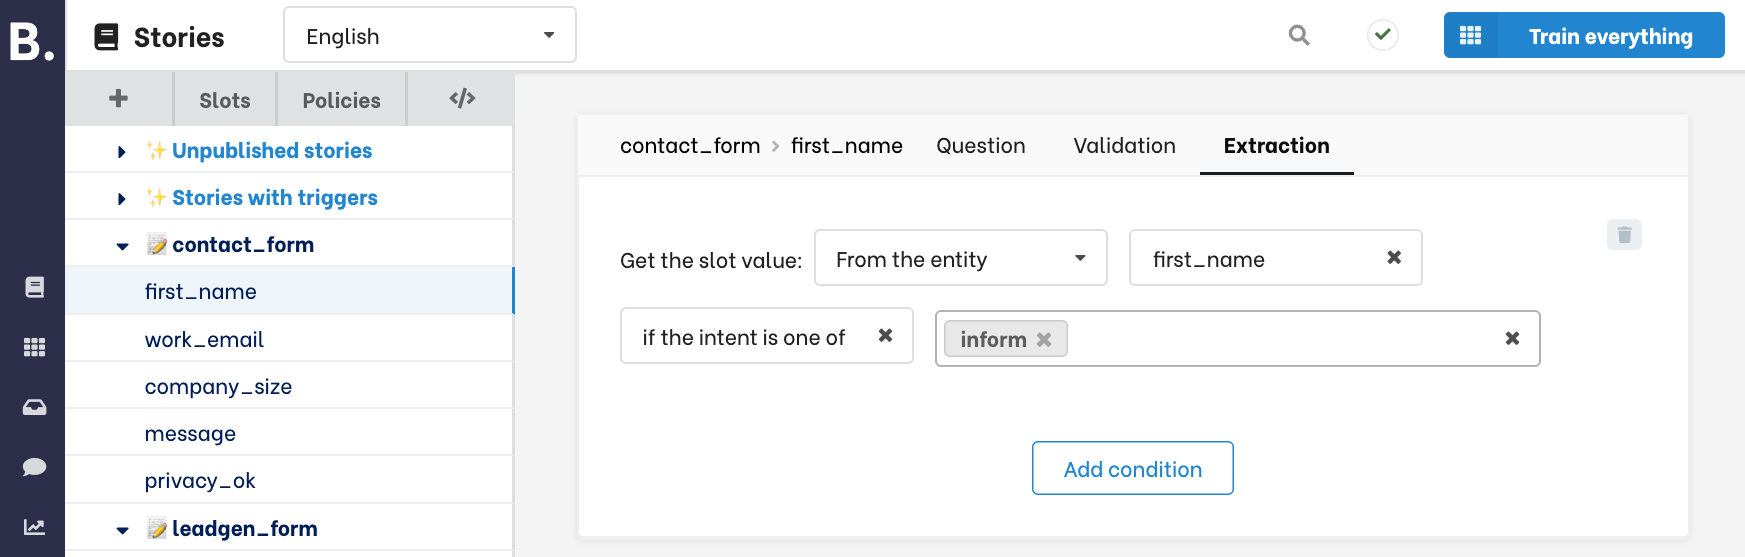 B.
Stories
English
Train everything
Slots
Policies
Unpublished stories
Stories with triggers
contact_form
first_name
work_email
company_size
message
privacy_ok
leadgen_form
contact_form > first_name
Question
Validation
Extraction
Get the slot value:
From the entity
first_name
if the intent is one of
inform
Add condition